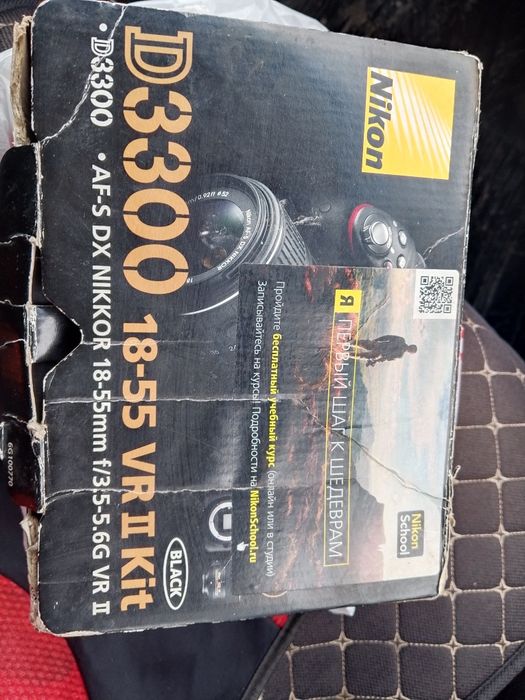 Nikon
D3300 18-55 VR II Kit
BLACK
• D3300 • AF-S DX NIKKOR 18-55mm f/3.5-5.6G VR II
Я ПЕРВЫЙ ШАГ К ШЕДЕВРАМ
Nikon
School
Пройдите бесплатный учебный курс (онлайн или в студии)
Записывайтесь на курсы! Подробности на NikonSchool.ru
6G100770